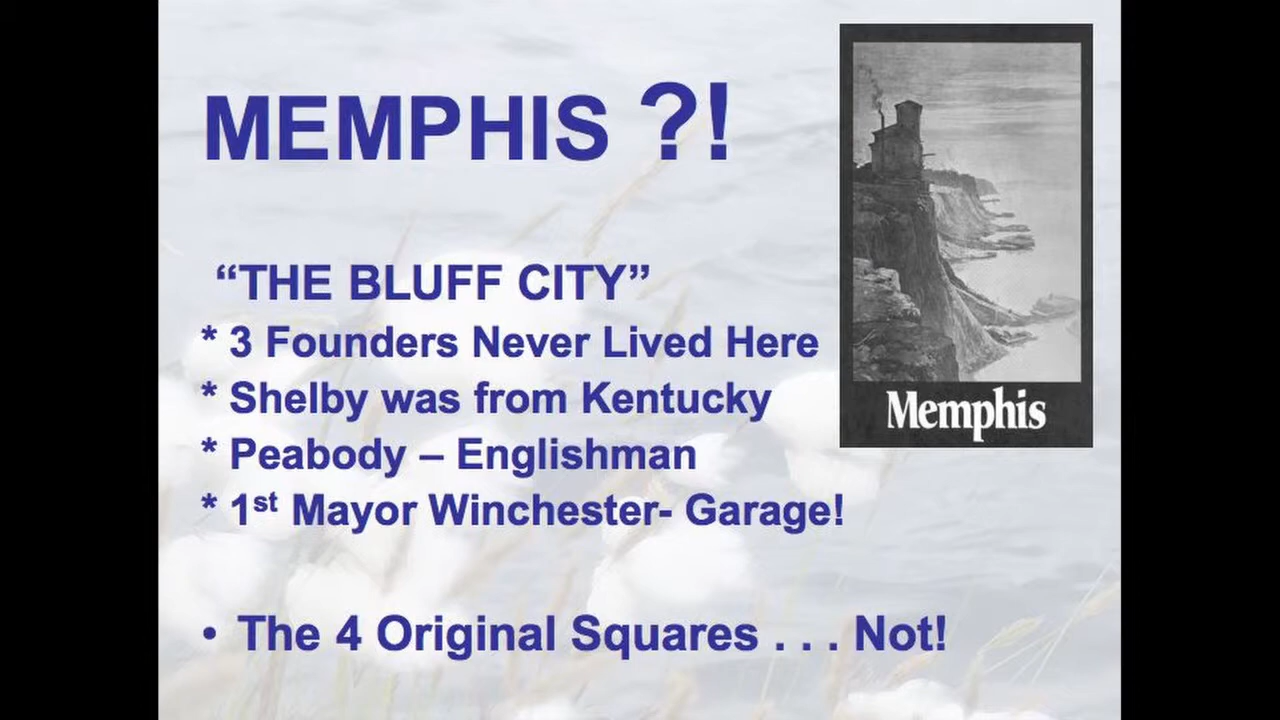 MEMPHIS ?!
“THE BLUFF CITY”
* 3 Founders Never Lived Here
* Shelby was from Kentucky
* Peabody – Englishman
* 1st Mayor Winchester- Garage!
• The 4 Original Squares . . . Not!
Memphis